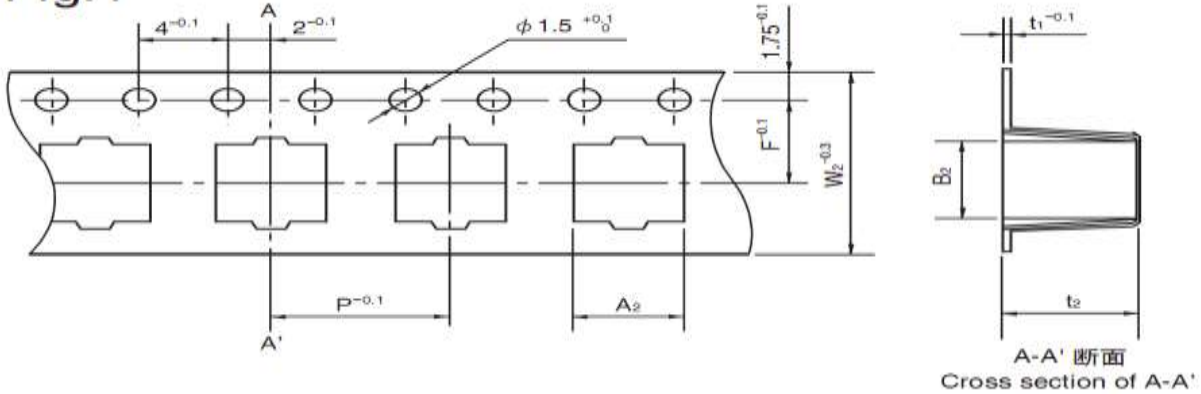 A
4-0.1
2-0.1
φ 1.5 +0.1 0
1.75-0.1
t1-0.1
F-0.1
W2-0.3
B2
P-0.1
A2
t2
A'
A-A' 断面
Cross section of A-A'